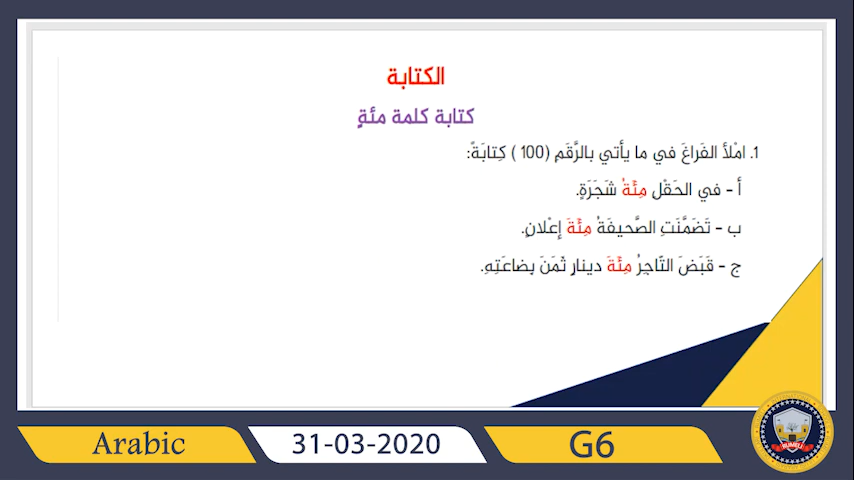 الكتابة
كتابة كلمة مئةٍ
1. امْلأ الفَراغَ في ما يأتي بالرَّقَمِ (100 ) كِتابَةً:
أ - في الحَقْلِ مِئَةُ شَجَرَةٍ.
ب - تَضَمَّنَتِ الصَّحيفَةُ مِئَةَ إعْلانٍ.
ج - قَبَضَ التّاجِرُ مِئَةَ دينارٍ ثَمَنَ بِضاعَتِهِ.
Arabic
31-03-2020
G6